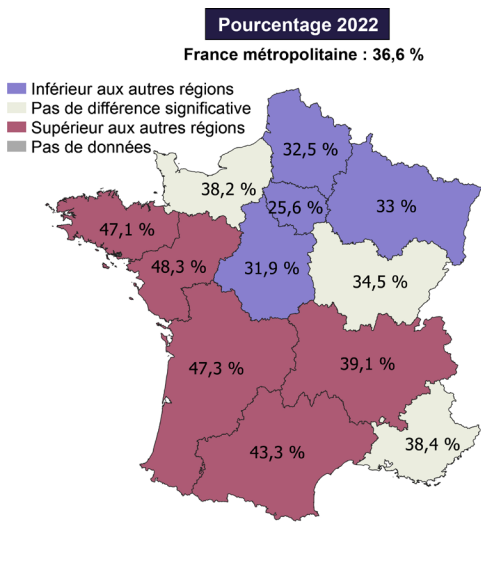 Pourcentage 2022
France métropolitaine : 36,6 %
Inférieur aux autres régions
Pas de différence significative
Supérieur aux autres régions
Pas de données
32,5 %
38,2 %
25,6 %
33 %
47,1 %
48,3 %
31,9 %
34,5 %
47,3 %
39,1 %
43,3 %
38,4 %